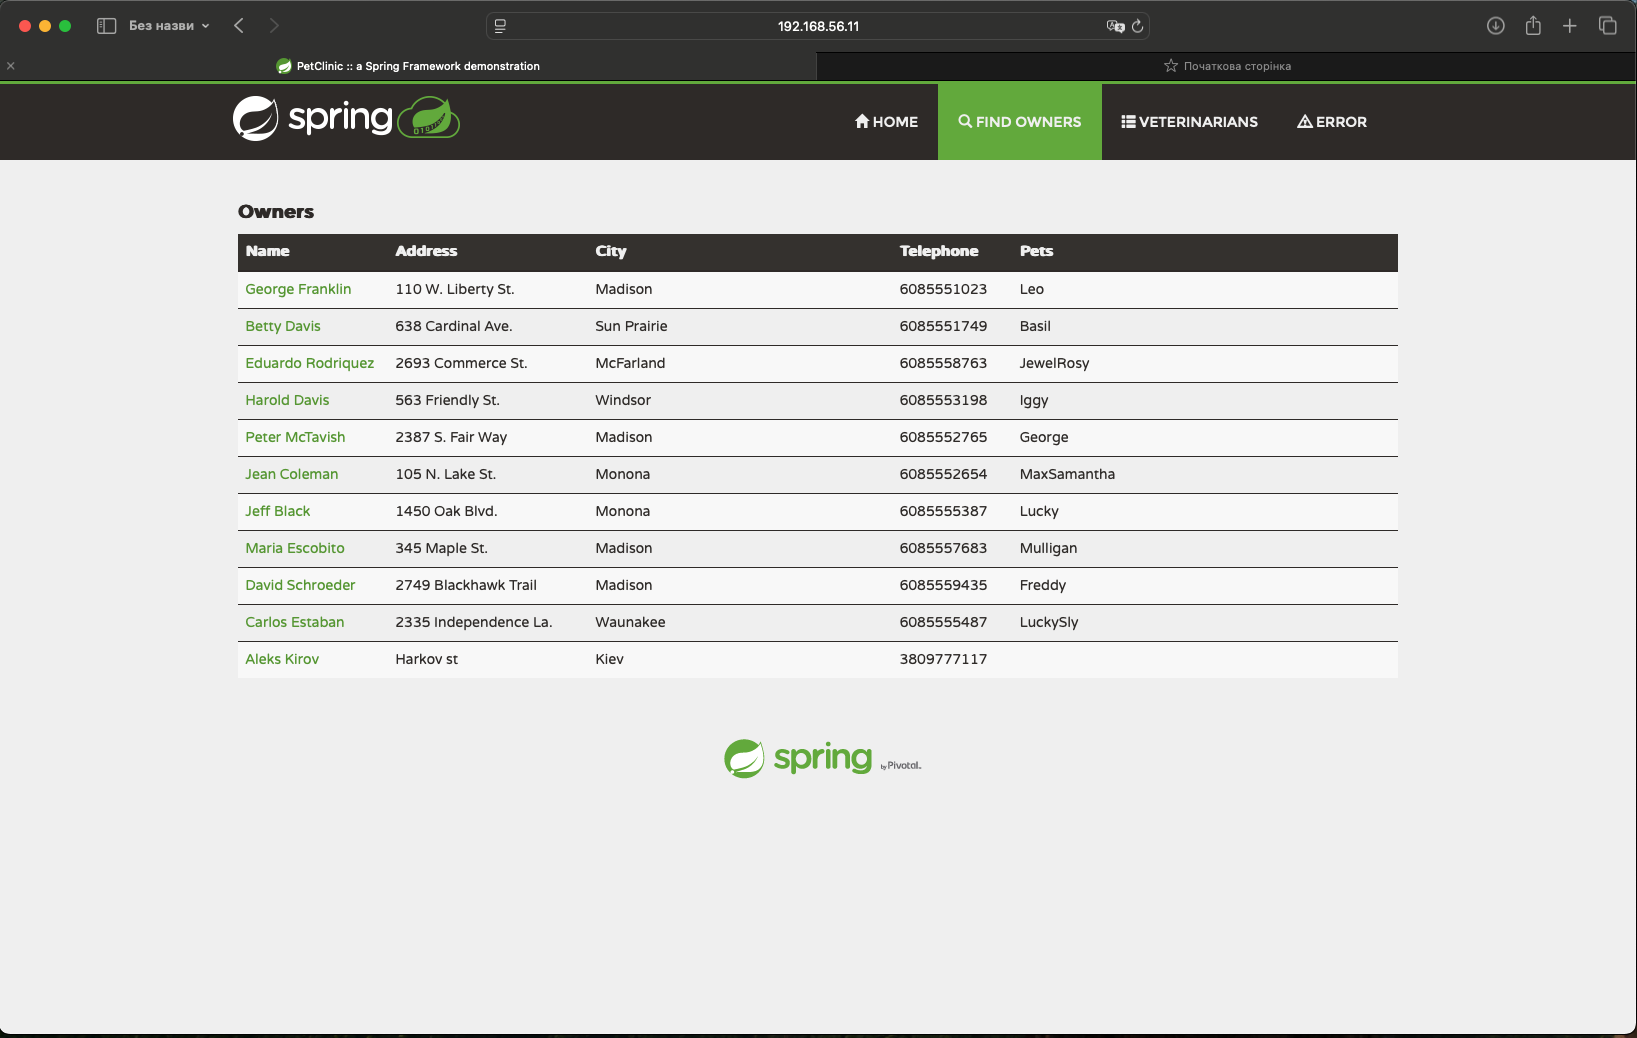 Без назви
192.168.56.11
PetClinic :: a Spring Framework demonstration
Початкова сторінка
spring
HOME
FIND OWNERS
VETERINARIANS
ERROR
Owners
Name Address City Telephone Pets
George Franklin 110 W. Liberty St. Madison 6085551023 Leo
Betty Davis 638 Cardinal Ave. Sun Prairie 6085551749 Basil
Eduardo Rodriquez 2693 Commerce St. McFarland 6085558763 JewelRosy
Harold Davis 563 Friendly St. Windsor 6085553198 Iggy
Peter McTavish 2387 S. Fair Way Madison 6085552765 George
Jean Coleman 105 N. Lake St. Monona 6085552654 MaxSamantha
Jeff Black 1450 Oak Blvd. Monona 6085555387 Lucky
Maria Escobito 345 Maple St. Madison 6085557683 Mulligan
David Schroeder 2749 Blackhawk Trail Madison 6085559435 Freddy
Carlos Estaban 2335 Independence La. Waunakee 6085555487 LuckySly
Aleks Kirov Harkov st Kiev 3809777117
spring by Pivotal.